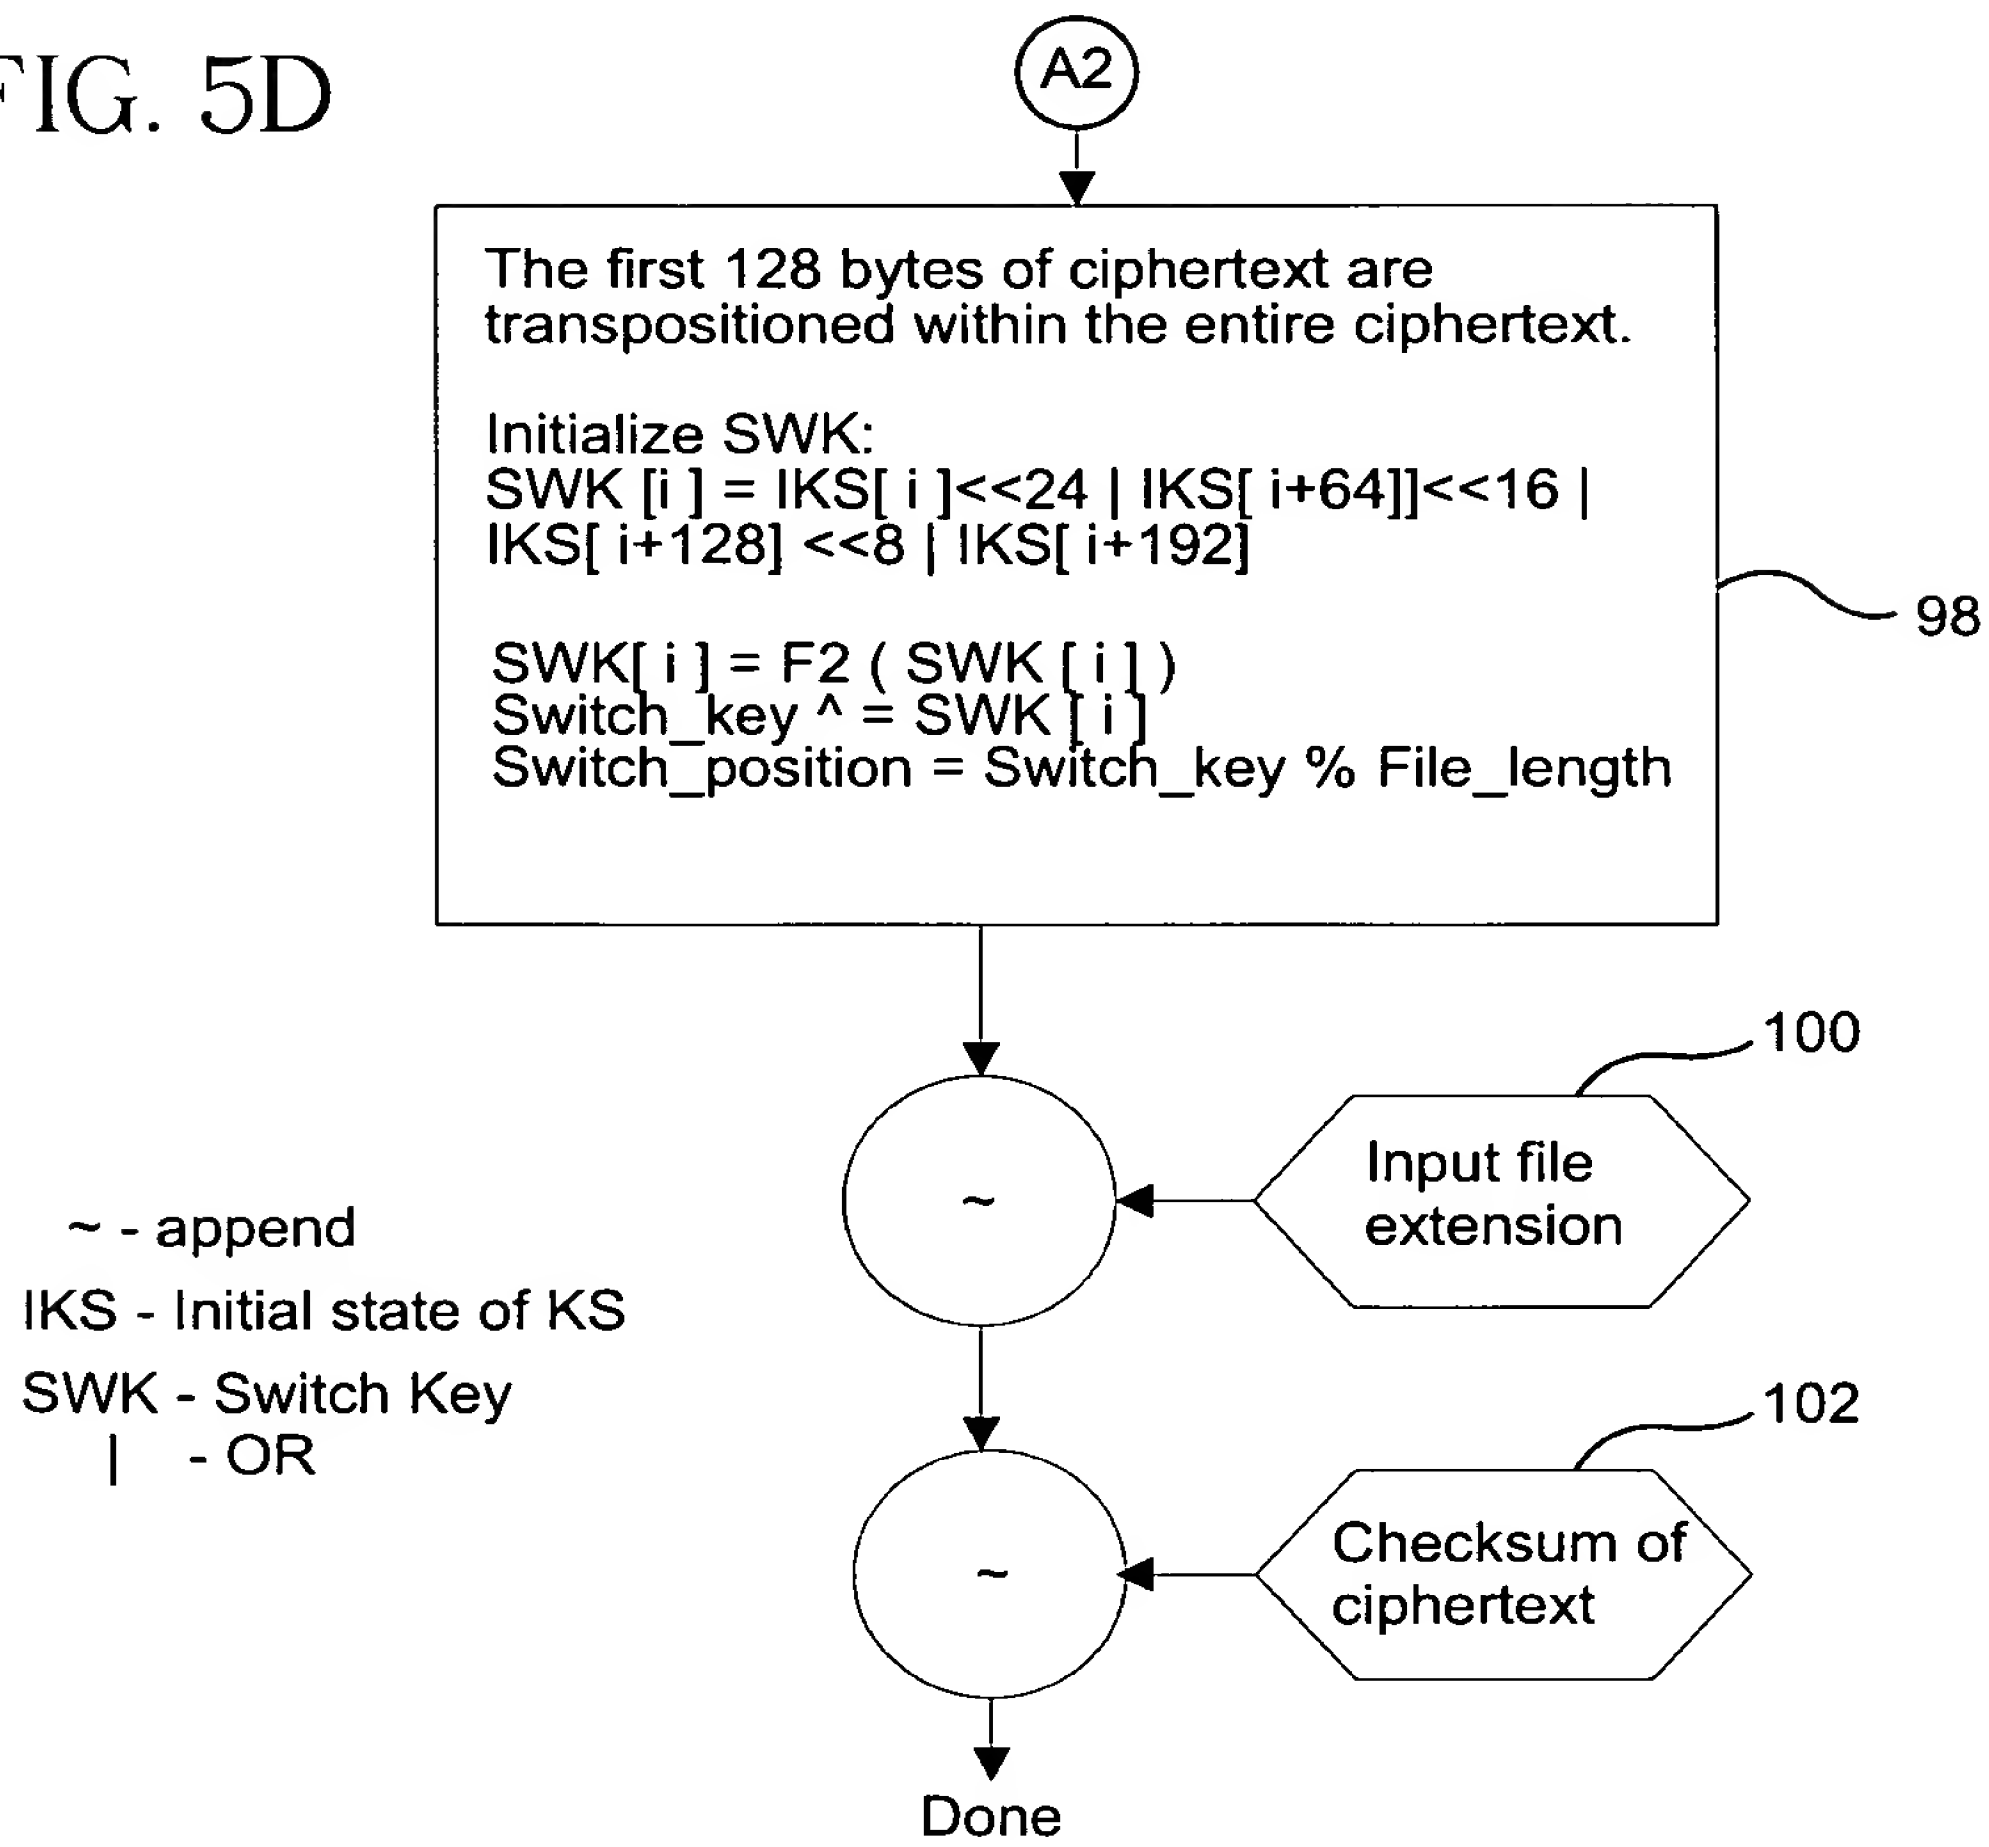 FIG. 5D
A2
The first 128 bytes of ciphertext are
transpositioned within the entire ciphertext.
Initialize SWK:
SWK [i ] = IKS[ i ]<<24 | IKS[ i+64]]<<16 |
IKS[ i+128] <<8 | IKS[ i+192]
SWK[ i ] = F2 ( SWK [ i ] )
Switch_key ^ = SWK [ i ]
Switch_position = Switch_key % File_length
98
100
~
Input file
extension
~ - append
IKS - Initial state of KS
SWK - Switch Key
| - OR
102
~
Checksum of
ciphertext
Done